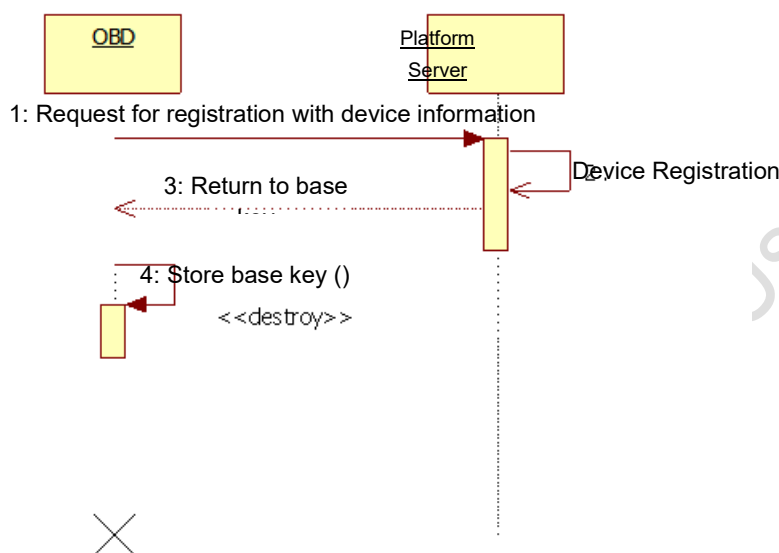 OBD
Platform
Server
1: Request for registration with device information
Device Registration
3: Return to base
4: Store base key ()
<<destroy>>